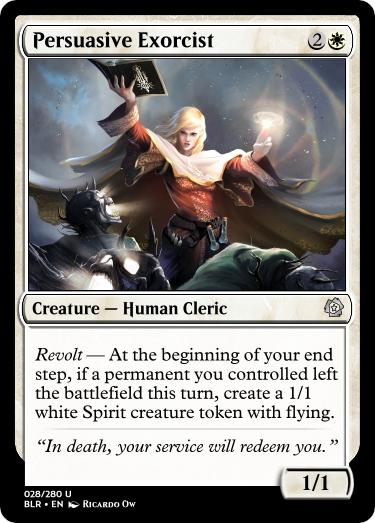 Persuasive Exorcist 2
Creature — Human Cleric
Revolt — At the beginning of your end
step, if a permanent you controlled left
the battlefield this turn, create a 1/1
white Spirit creature token with flying.
“In death, your service will redeem you.”
1/1
028/280 U
BLR • EN Ricardo Ow